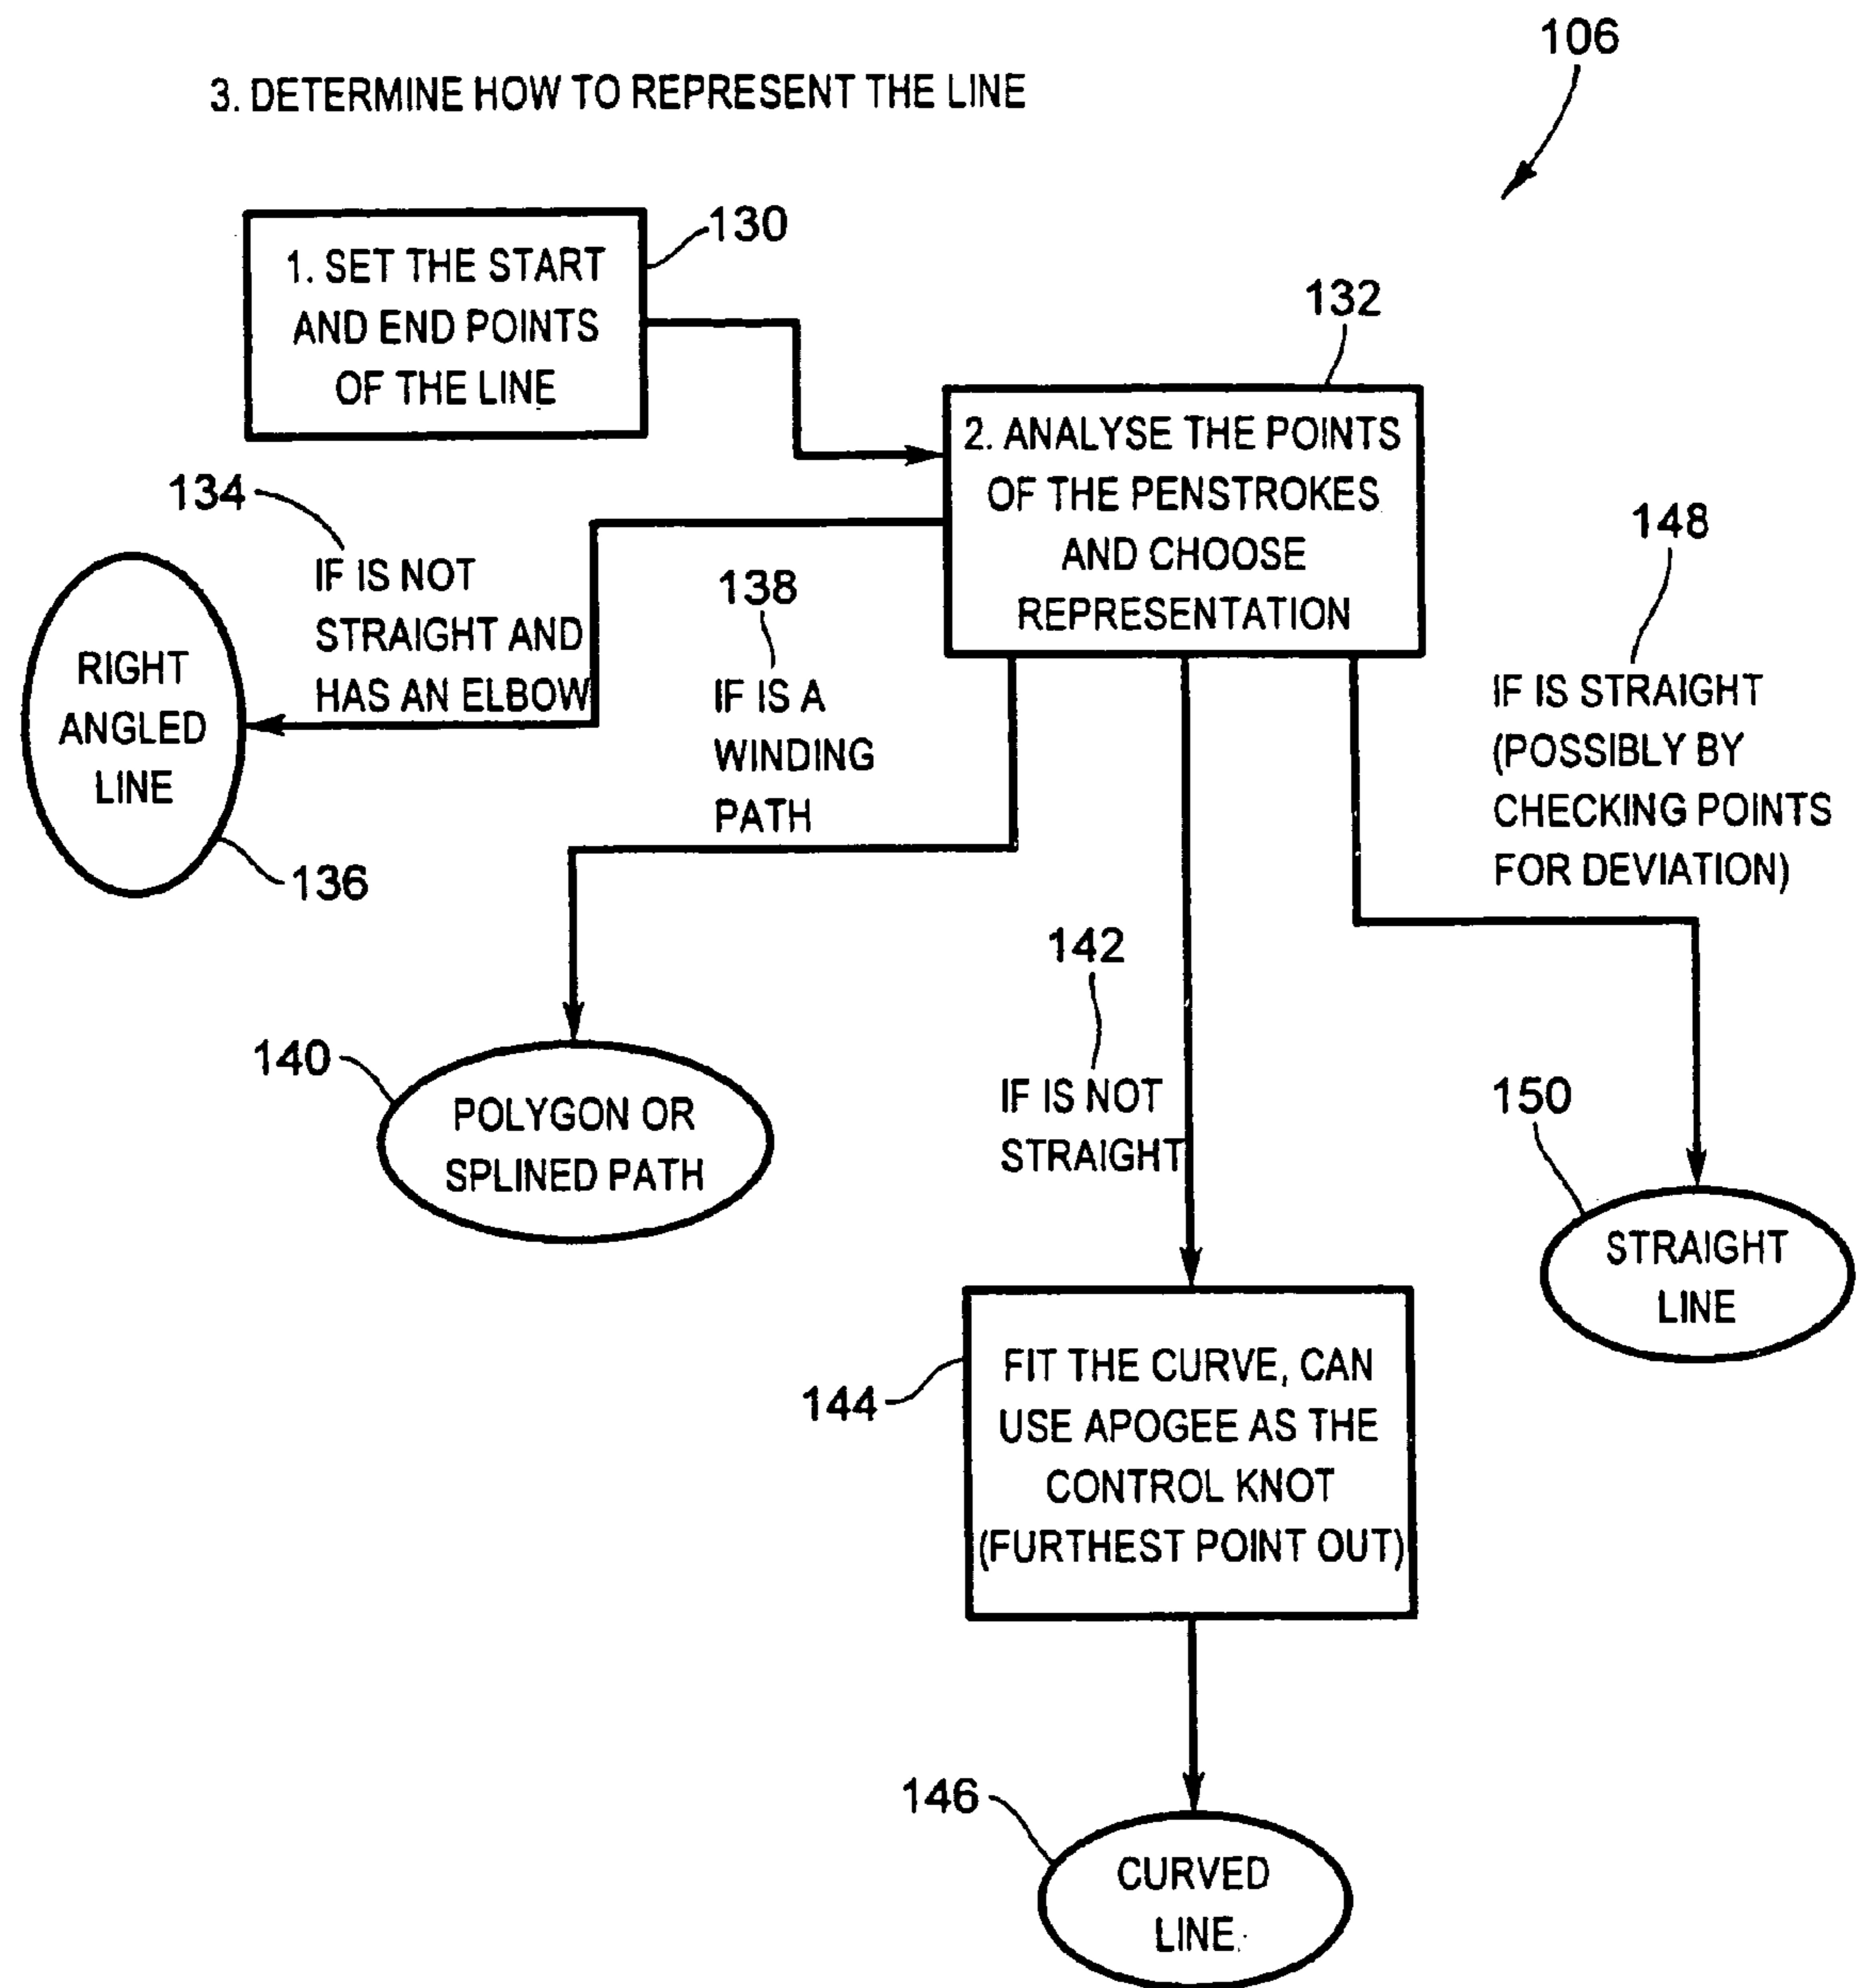 106
3. DETERMINE HOW TO REPRESENT THE LINE
130
1. SET THE START
AND END POINTS
OF THE LINE
132
2. ANALYSE THE POINTS
OF THE PENSTROKES
AND CHOOSE
REPRESENTATION
134
IF IS NOT
STRAIGHT AND
HAS AN ELBOW
RIGHT
ANGLED
LINE
136
138
IF IS A
WINDING
PATH
148
IF IS STRAIGHT
(POSSIBLY BY
CHECKING POINTS
FOR DEVIATION)
140
POLYGON OR
SPLINED PATH
142
IF IS NOT
STRAIGHT
150
STRAIGHT
LINE
144
FIT THE CURVE, CAN
USE APOGEE AS THE
CONTROL KNOT
(FURTHEST POINT OUT)
146
CURVED
LINE